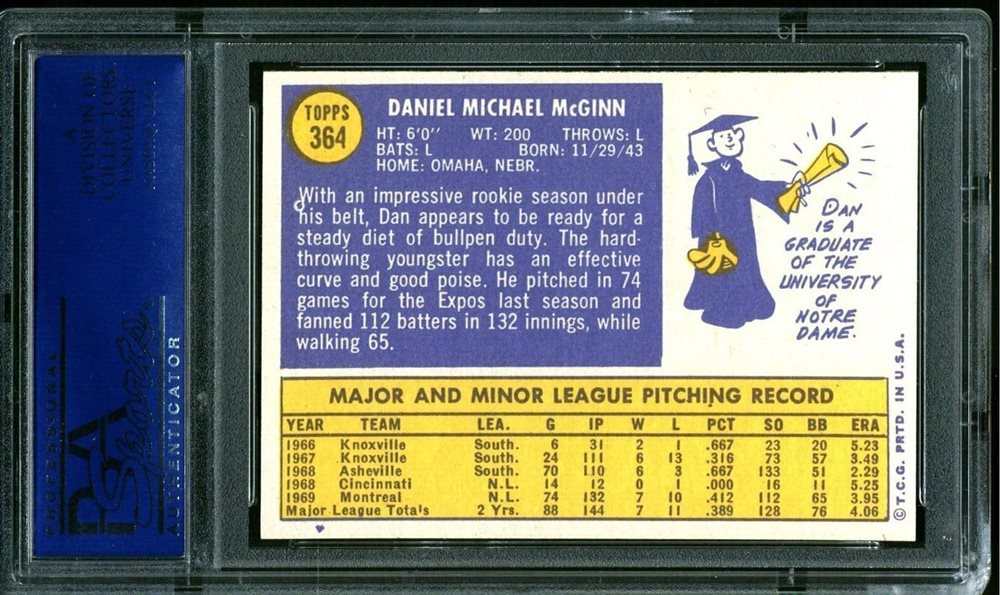 A
DIVISION OF
COLLECTORS
UNIVERSE
PROFESSIONAL
PSA
Sports
AUTHENTICATOR
TOPPS
364
DANIEL MICHAEL McGINN
HT: 6'0'' WT: 200 THROWS: L
BATS: L BORN: 11/29/43
HOME: OMAHA, NEBR.
With an impressive rookie season under
his belt, Dan appears to be ready for a
steady diet of bullpen duty. The hard-
throwing youngster has an effective
curve and good poise. He pitched in 74
games for the Expos last season and
fanned 112 batters in 132 innings, while
walking 65.
DAN
IS A
GRADUATE
OF THE
UNIVERSITY
OF
NOTRE
DAME.
MAJOR AND MINOR LEAGUE PITCHING RECORD
YEAR TEAM LEA. G IP W L PCT SO BB ERA
1966 Knoxville South. 6 31 2 1 .667 23 20 5.23
1967 Knoxville South. 24 111 6 13 .316 73 57 3.49
1968 Asheville South. 70 110 6 3 .667 133 51 2.29
1968 Cincinnati N.L. 14 12 0 1 .000 16 11 5.25
1969 Montreal N.L. 74 132 7 10 .412 112 65 3.95
Major League Totals 2 Yrs. 88 144 7 11 .389 128 76 4.06
© T.C.G. PRTD. IN U.S.A.